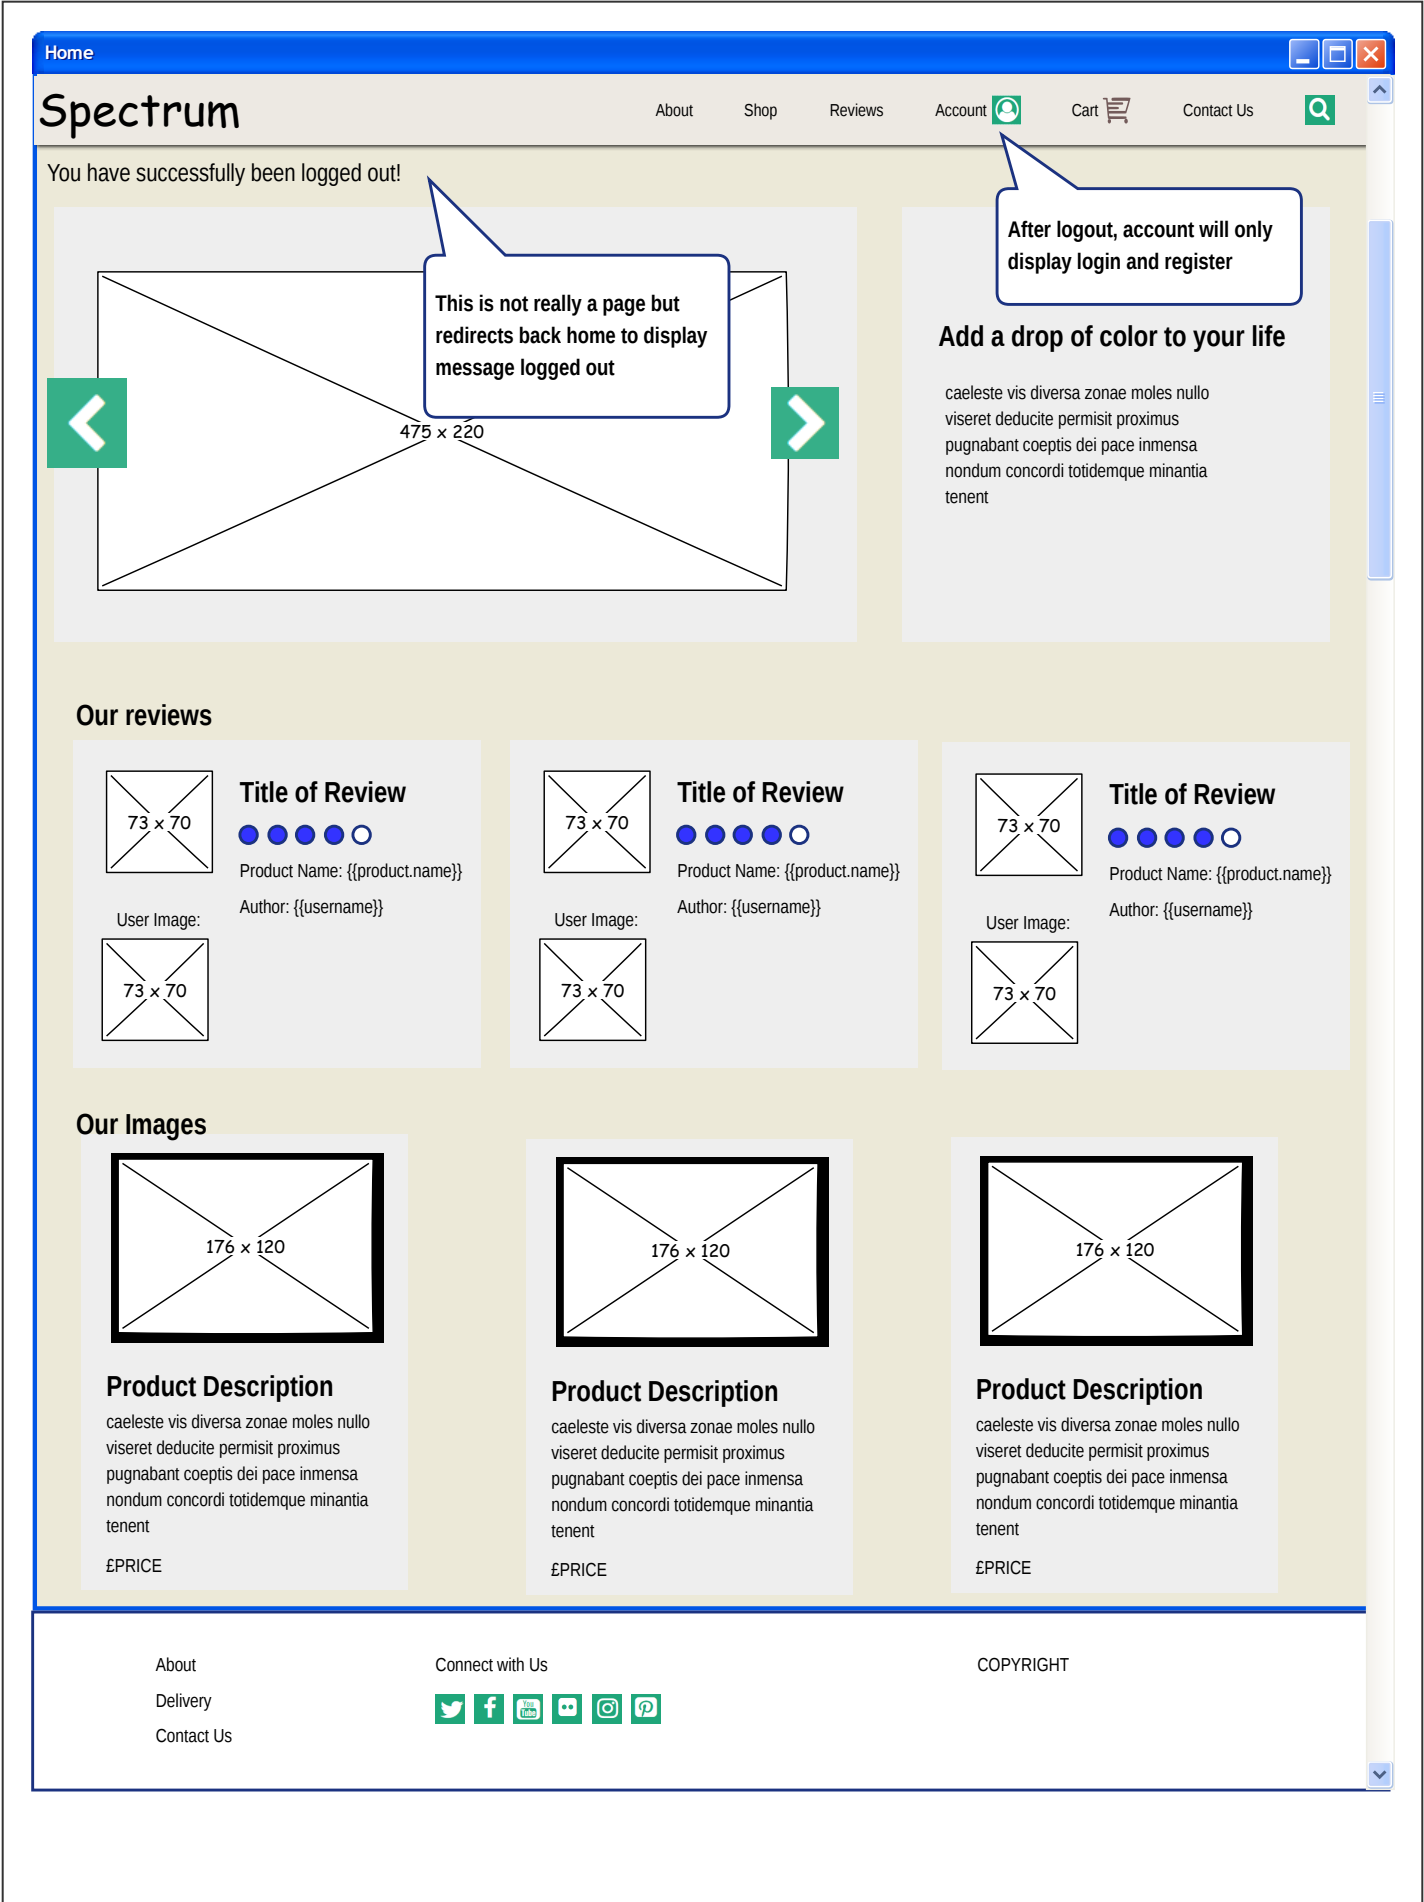 Home
Spectrum
About
Shop
Reviews
Account
Cart
Contact Us
You have successfully been logged out!
After logout, account will only
display login and register
This is not really a page but
redirects back home to display
message logged out
475 x 220
Add a drop of color to your life
caeleste vis diversa zonae moles nullo
viseret deducite permisit proximus
pugnabant coeptis dei pace inmensa
nondum concordi totidemque minantia
tenent
Our reviews
73 x 70
Title of Review
Product Name: {{product.name}}
Author: {{username}}
User Image:
73 x 70
73 x 70
Title of Review
Product Name: {{product.name}}
Author: {{username}}
User Image:
73 x 70
73 x 70
Title of Review
Product Name: {{product.name}}
Author: {{username}}
User Image:
73 x 70
Our Images
176 x 120
Product Description
caeleste vis diversa zonae moles nullo
viseret deducite permisit proximus
pugnabant coeptis dei pace inmensa
nondum concordi totidemque minantia
tenent
£PRICE
176 x 120
Product Description
caeleste vis diversa zonae moles nullo
viseret deducite permisit proximus
pugnabant coeptis dei pace inmensa
nondum concordi totidemque minantia
tenent
£PRICE
176 x 120
Product Description
caeleste vis diversa zonae moles nullo
viseret deducite permisit proximus
pugnabant coeptis dei pace inmensa
nondum concordi totidemque minantia
tenent
£PRICE
About
Delivery
Contact Us
Connect with Us
You
Tube
COPYRIGHT